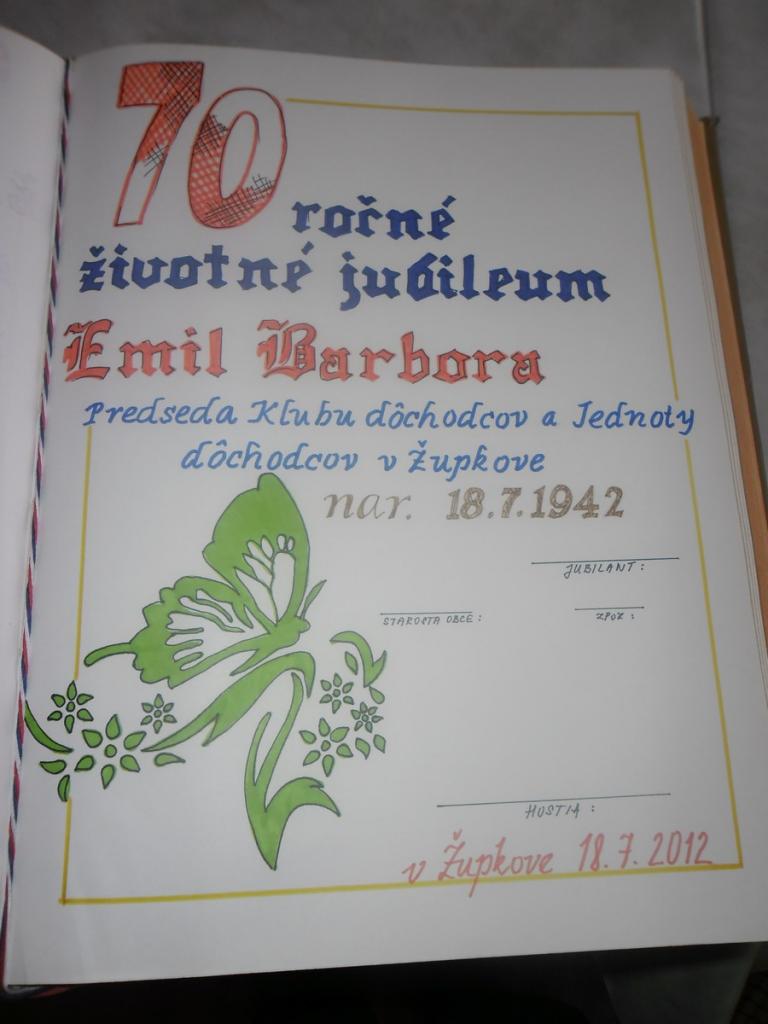 70 ročné
životné jubileum
Emil Barbora
Predseda Klubu dôchodcov a Jednoty
dôchodcov v Župkove
nar. 18.7.1942
JUBILANT:
STAROSTA OBCE:
ZPOZ:
HOSTIA:
v Župkove 18.7.2012